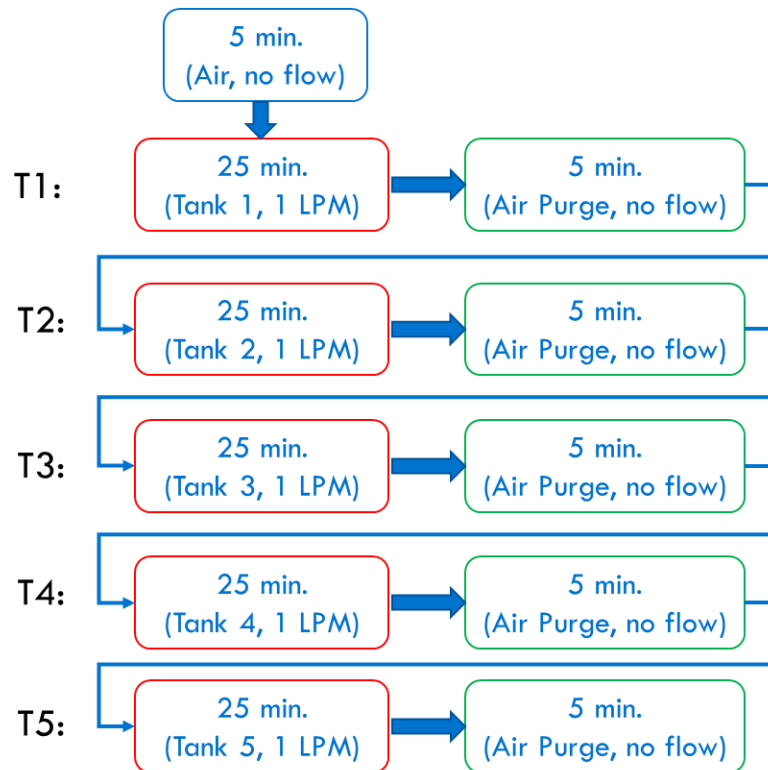 5 min.
(Air, no flow)
T1:
25 min.
(Tank 1, 1 LPM)
5 min.
(Air Purge, no flow)
T2:
25 min.
(Tank 2, 1 LPM)
5 min.
(Air Purge, no flow)
T3:
25 min.
(Tank 3, 1 LPM)
5 min.
(Air Purge, no flow)
T4:
25 min.
(Tank 4, 1 LPM)
5 min.
(Air Purge, no flow)
T5:
25 min.
(Tank 5, 1 LPM)
5 min.
(Air Purge, no flow)